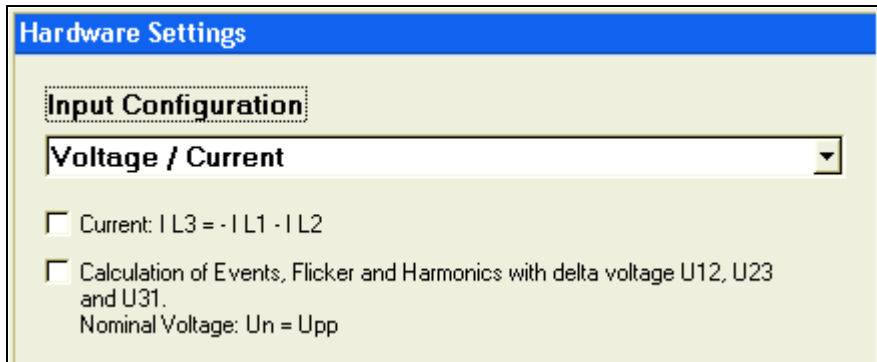 Hardware Settings
Input Configuration
Voltage / Current
Current: I L3 = - I L1 - I L2
Calculation of Events, Flicker and Harmonics with delta voltage U12, U23
and U31.
Nominal Voltage: Un = Upp